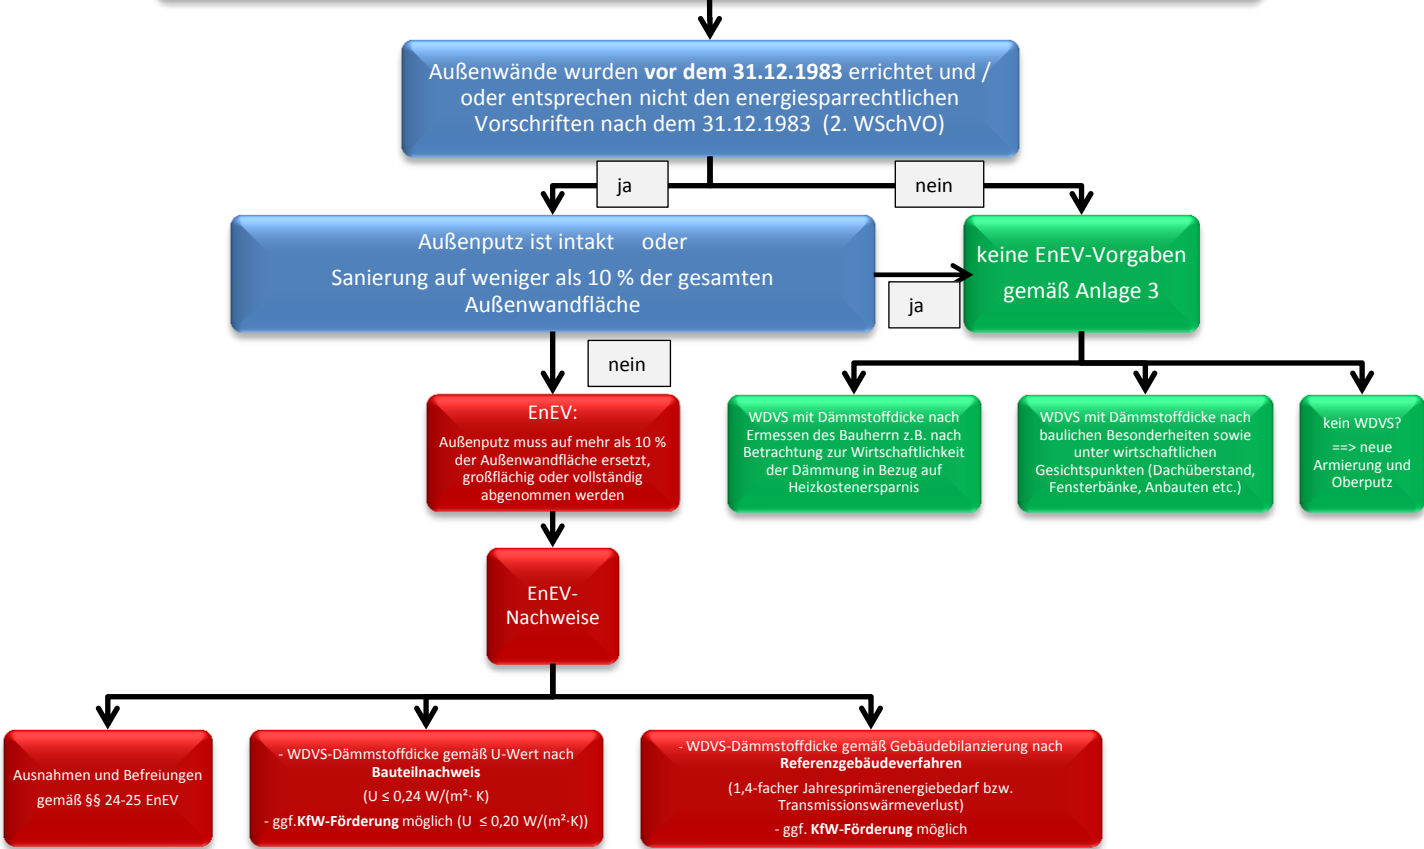 Außenwände wurden vor dem 31.12.1983 errichtet und /
oder entsprechen nicht den energiesparrechtlichen
Vorschriften nach dem 31.12.1983 (2. WSchVO)
ja
nein
Außenputz ist intakt oder
Sanierung auf weniger als 10 % der gesamten
Außenwandfläche
ja
keine EnEV-Vorgaben
gemäß Anlage 3
nein
EnEV:
Außenputz muss auf mehr als 10 %
der Außenwandfläche ersetzt,
großflächig oder vollständig
abgenommen werden
WDVS mit Dämmstoffdicke nach
Ermessen des Bauherrn z.B. nach
Betrachtung zur Wirtschaftlichkeit
der Dämmung in Bezug auf
Heizkostenersparnis
WDVS mit Dämmstoffdicke nach
baulichen Besonderheiten sowie
unter wirtschaftlichen
Gesichtspunkten (Dachüberstand,
Fensterbänke, Anbauten etc.)
kein WDVS?
==> neue
Armierung und
Oberputz
EnEV-
Nachweise
Ausnahmen und Befreiungen
gemäß §§ 24-25 EnEV
- WDVS-Dämmstoffdicke gemäß U-Wert nach
Bauteilnachweis
(U ≤ 0,24 W/(m²· K)
- ggf.KfW-Förderung möglich (U ≤ 0,20 W/(m²·K))
- WDVS-Dämmstoffdicke gemäß Gebäudebilanzierung nach
Referenzgebäudeverfahren
(1,4-facher Jahresprimärenergiebedarf bzw.
Transmissionswärmeverlust)
- ggf. KfW-Förderung möglich